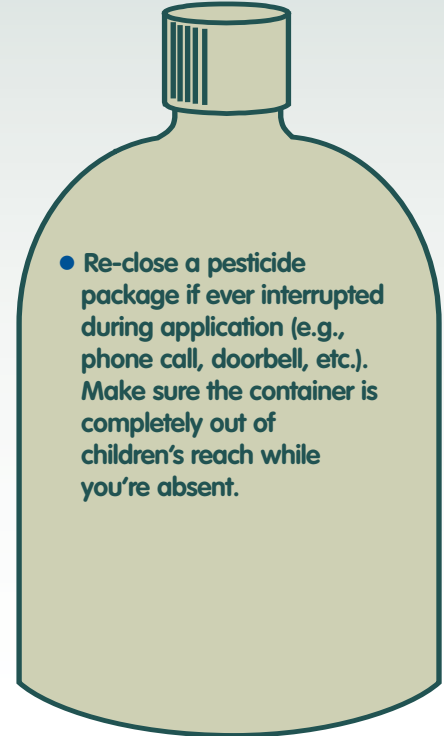 ● Re-close a pesticide
package if ever interrupted
during application (e.g.,
phone call, doorbell, etc.).
Make sure the container is
completely out of
children's reach while
you're absent.